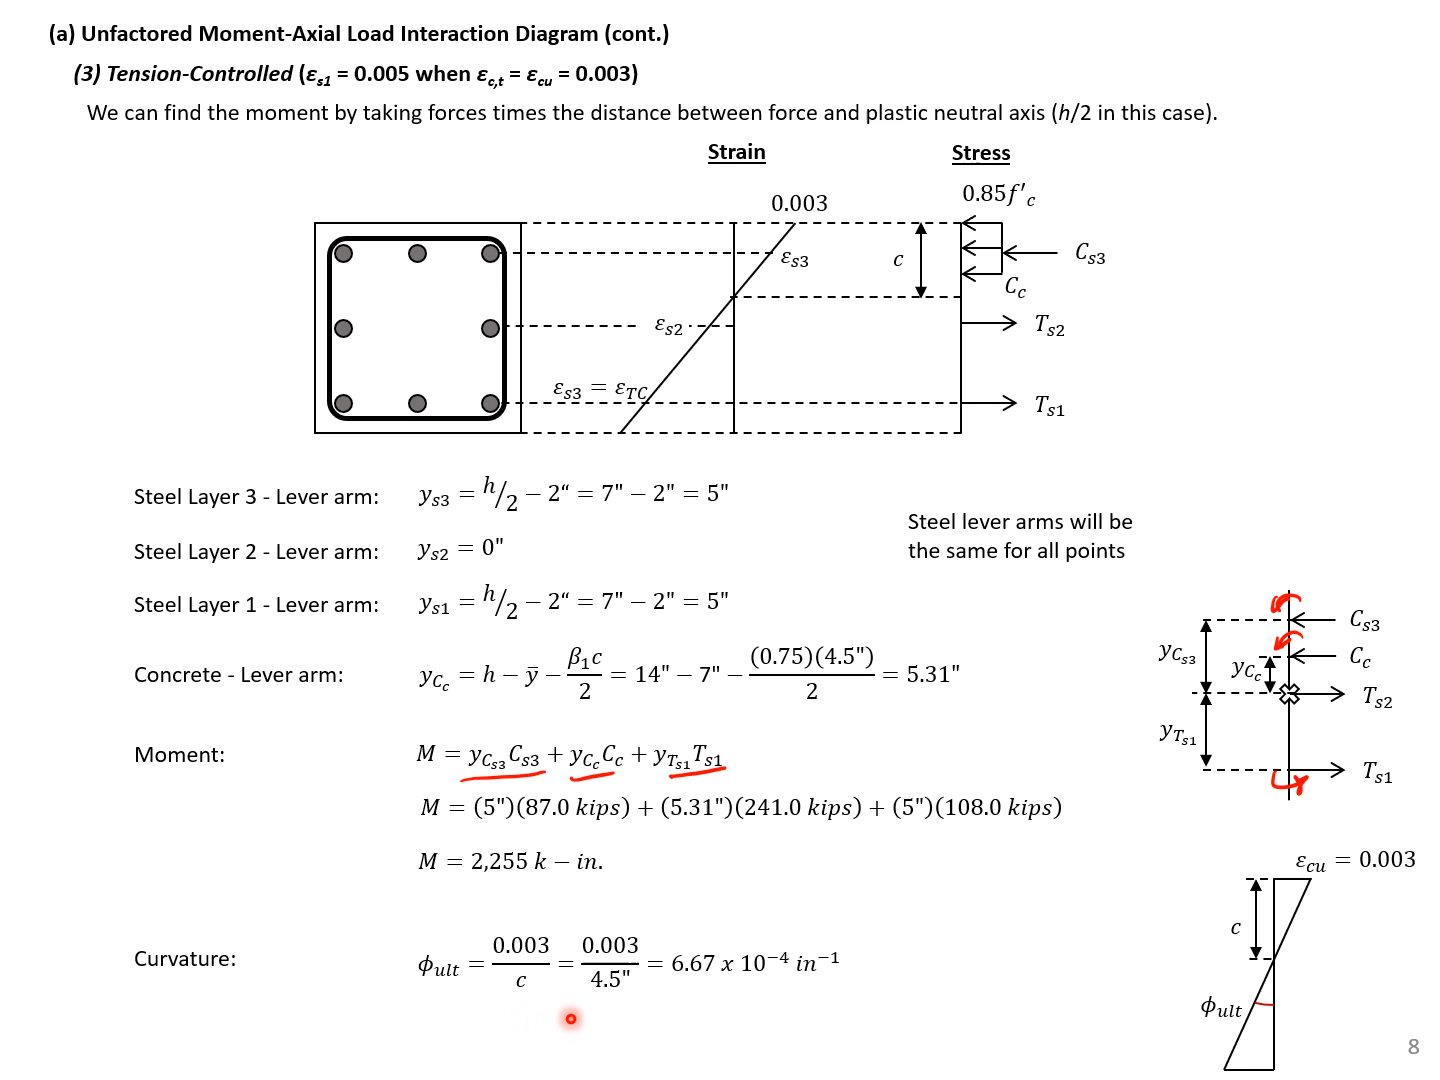 (a) Unfactored Moment-Axial Load Interaction Diagram (cont.)
(3) Tension-Controlled (εs1 = 0.005 when εc,t = εcu = 0.003)
We can find the moment by taking forces times the distance between force and plastic neutral axis (h/2 in this case).
Strain
Stress
0.003
0.85f'c
εs3
c
Cs3
Cc
εs2
Ts2
εs3 = εTC
Ts1
Steel Layer 3 - Lever arm: ys3 = h/2 − 2“ = 7" − 2" = 5"
Steel lever arms will be
the same for all points
Steel Layer 2 - Lever arm: ys2 = 0"
Steel Layer 1 - Lever arm: ys1 = h/2 − 2“ = 7" − 2" = 5"
Concrete - Lever arm: yCc = h − ȳ − β1c/2 = 14" − 7" − (0.75)(4.5")/2 = 5.31"
Cs3
yCs3
yCc
Cc
Ts2
yTs1
Ts1
Moment: M = yCs3Cs3 + yCcCc + yTs1Ts1
M = (5")(87.0 kips) + (5.31")(241.0 kips) + (5")(108.0 kips)
M = 2,255 k − in.
εcu = 0.003
c
Curvature: ϕult = 0.003/c = 0.003/4.5" = 6.67 x 10−4 in−1
ϕult
8